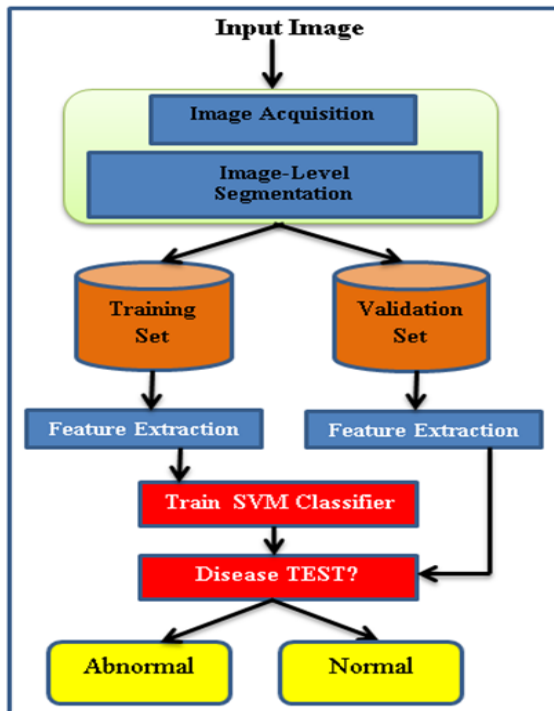 Input Image
Image Acquisition
Image-Level
Segmentation
Training
Set
Validation
Set
Feature Extraction
Feature Extraction
Train SVM Classifier
Disease TEST?
Abnormal
Normal